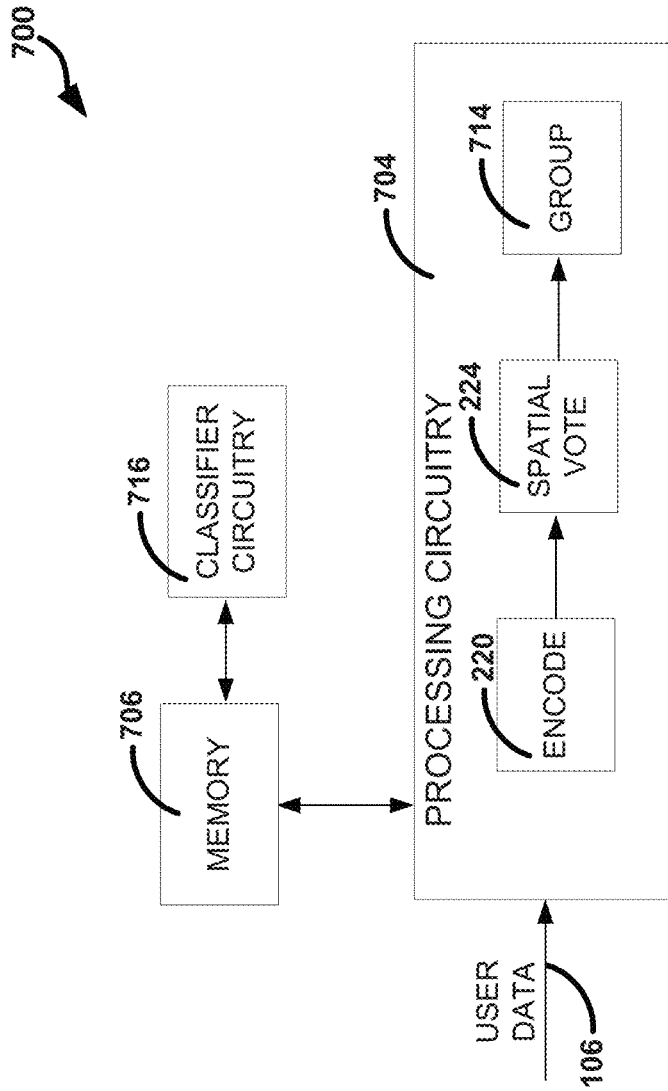 700
706
MEMORY
716
CLASSIFIER
CIRCUITRY
704
PROCESSING CIRCUITRY
USER
DATA
106
220
ENCODE
224
SPATIAL
VOTE
714
GROUP